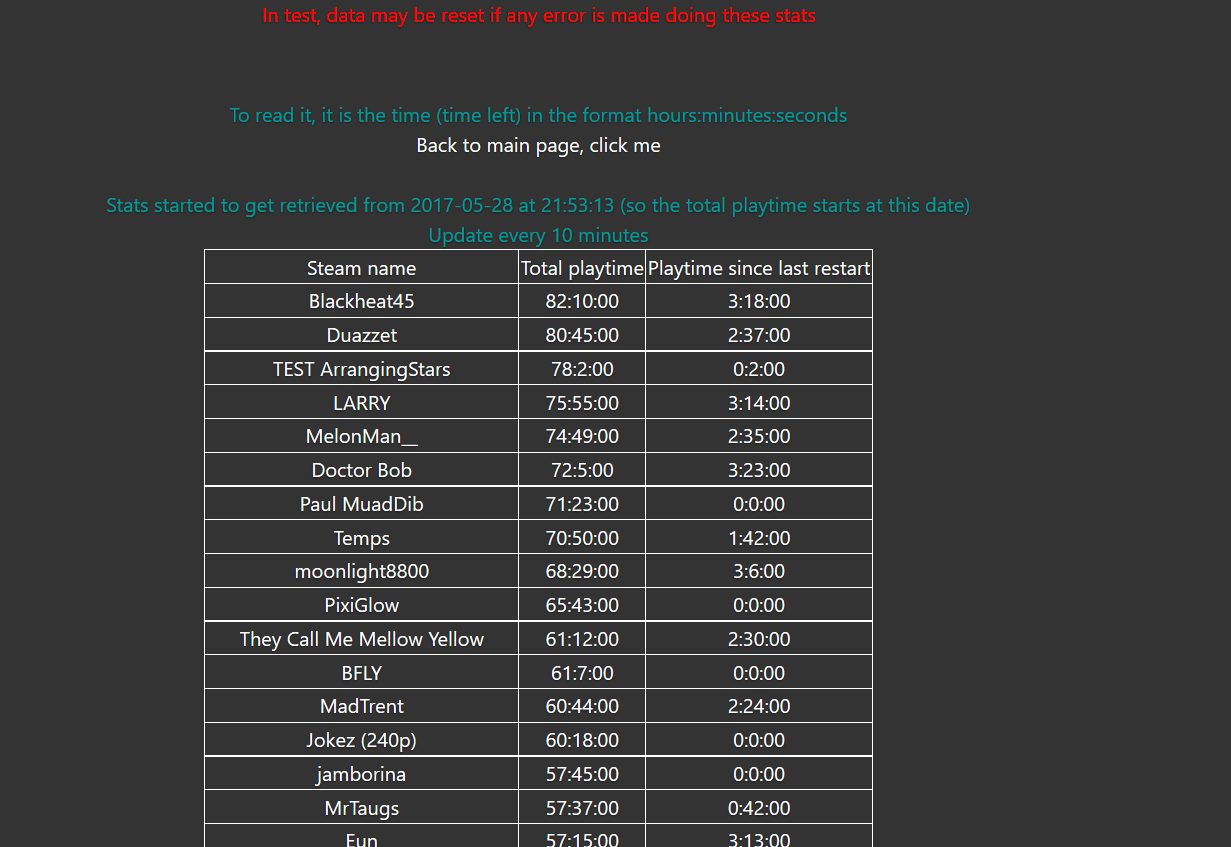 In test, data may be reset if any error is made doing these stats
To read it, it is the time (time left) in the format hours:minutes:seconds
Back to main page, click me
Stats started to get retrieved from 2017-05-28 at 21:53:13 (so the total playtime starts at this date)
Update every 10 minutes
Steam name Total playtime Playtime since last restart
Blackheat45 82:10:00 3:18:00
Duazzet 80:45:00 2:37:00
TEST ArrangingStars 78:2:00 0:2:00
LARRY 75:55:00 3:14:00
MelonMan__ 74:49:00 2:35:00
Doctor Bob 72:5:00 3:23:00
Paul MuadDib 71:23:00 0:0:00
Temps 70:50:00 1:42:00
moonlight8800 68:29:00 3:6:00
PixiGlow 65:43:00 0:0:00
They Call Me Mellow Yellow 61:12:00 2:30:00
BFLY 61:7:00 0:0:00
MadTrent 60:44:00 2:24:00
Jokez (240p) 60:18:00 0:0:00
jamborina 57:45:00 0:0:00
MrTaugs 57:37:00 0:42:00
Fun 57:15:00 3:13:00